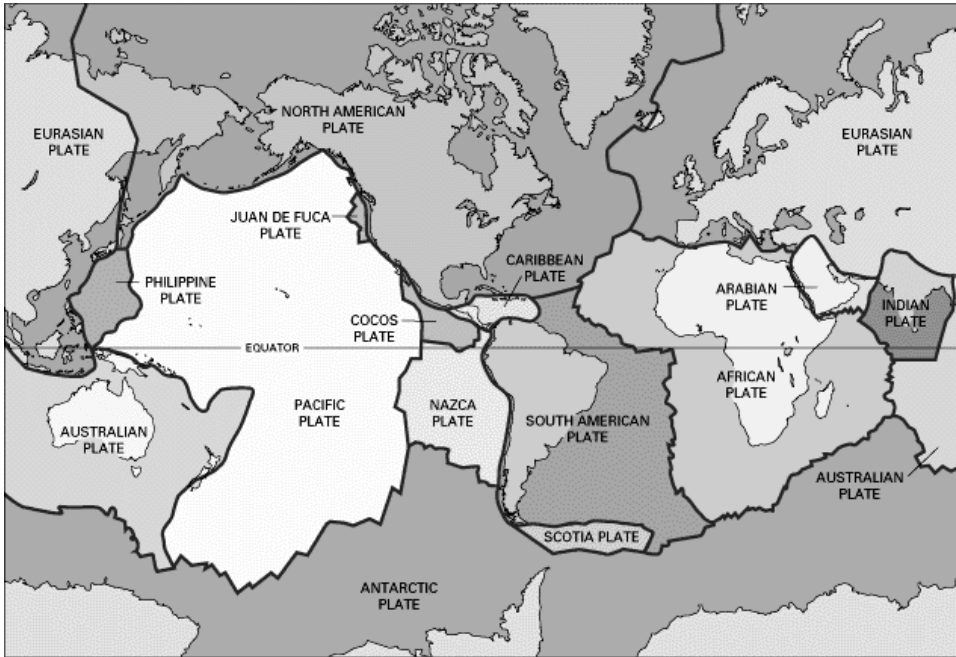 NORTH AMERICAN
PLATE
EURASIAN
PLATE
EURASIAN
PLATE
JUAN DE FUCA
PLATE
CARIBBEAN
PLATE
PHILIPPINE
PLATE
ARABIAN
PLATE
INDIAN
PLATE
COCOS
PLATE
EQUATOR
AFRICAN
PLATE
PACIFIC
PLATE
NAZCA
PLATE
SOUTH AMERICAN
PLATE
AUSTRALIAN
PLATE
AUSTRALIAN
PLATE
SCOTIA PLATE
ANTARCTIC
PLATE